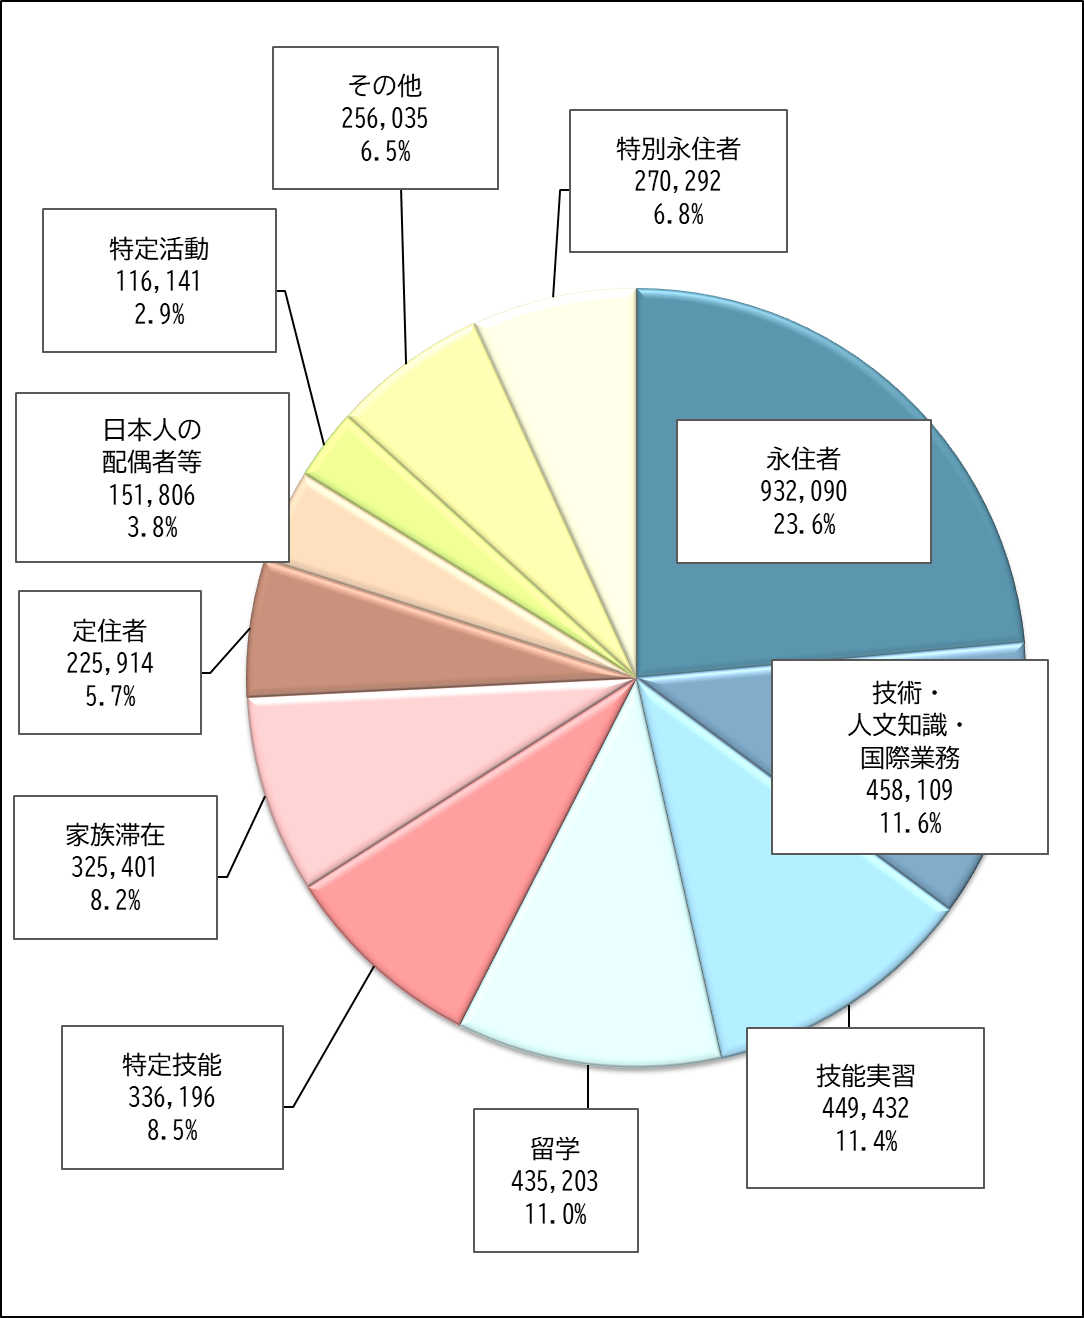 その他
256,035
6.5%
特別永住者
270,292
6.8%
特定活動
116,141
2.9%
日本人の
配偶者等
151,806
3.8%
永住者
932,090
23.6%
定住者
225,914
5.7%
技術・
人文知識・
国際業務
458,109
11.6%
家族滞在
325,401
8.2%
特定技能
336,196
8.5%
技能実習
449,432
11.4%
留学
435,203
11.0%